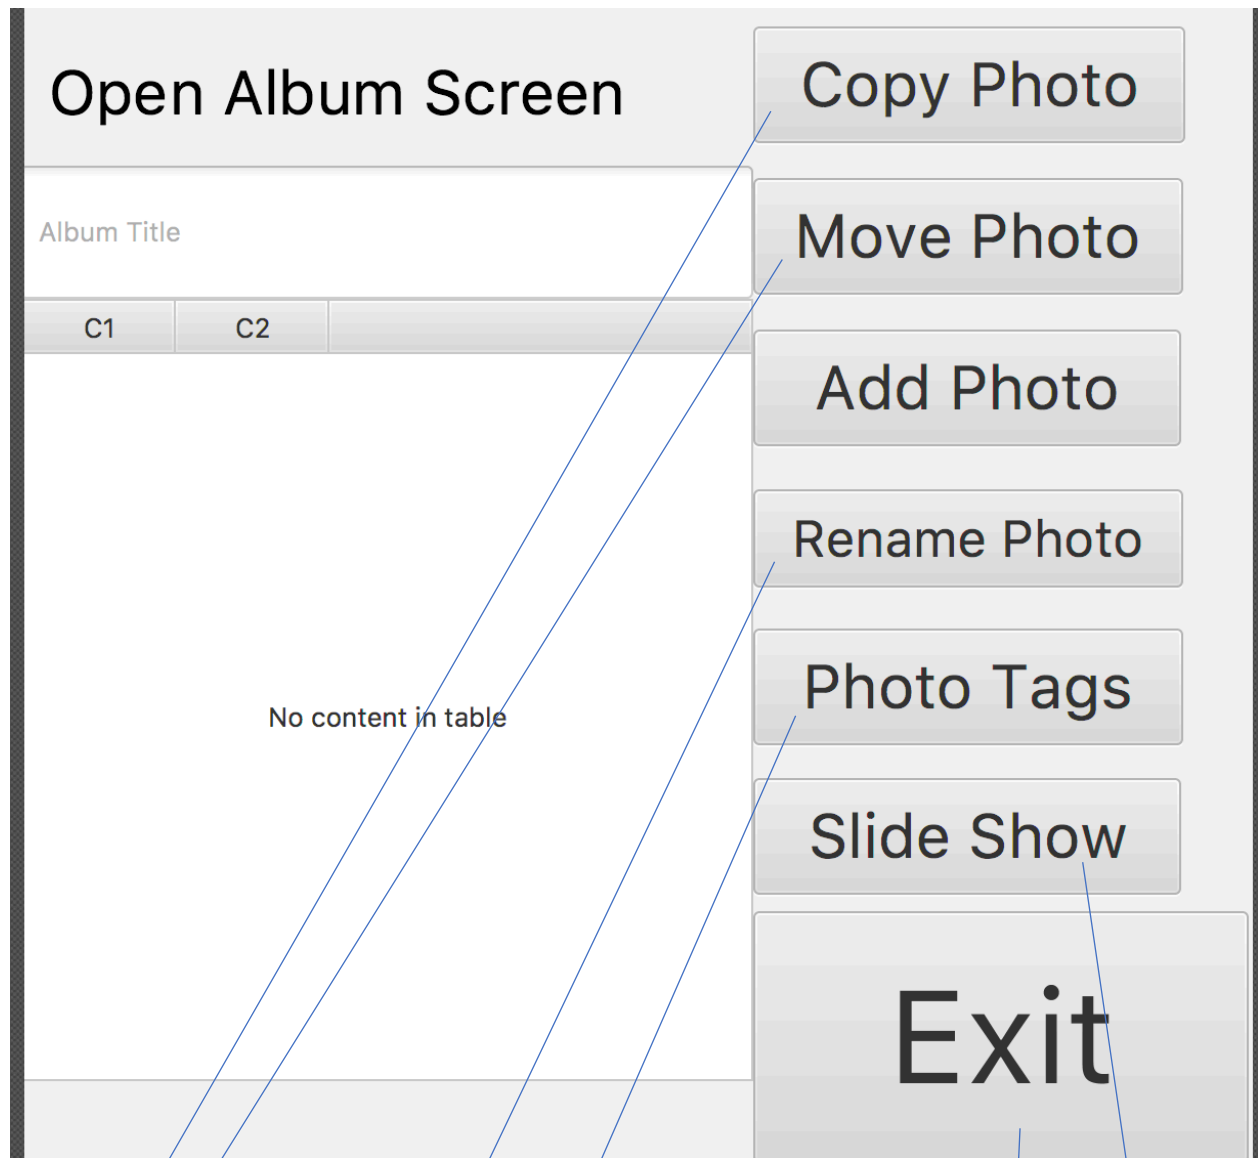 Open Album Screen
Copy Photo
Album Title
Move Photo
C1 C2
Add Photo
Rename Photo
No content in table
Photo Tags
Slide Show
Exit